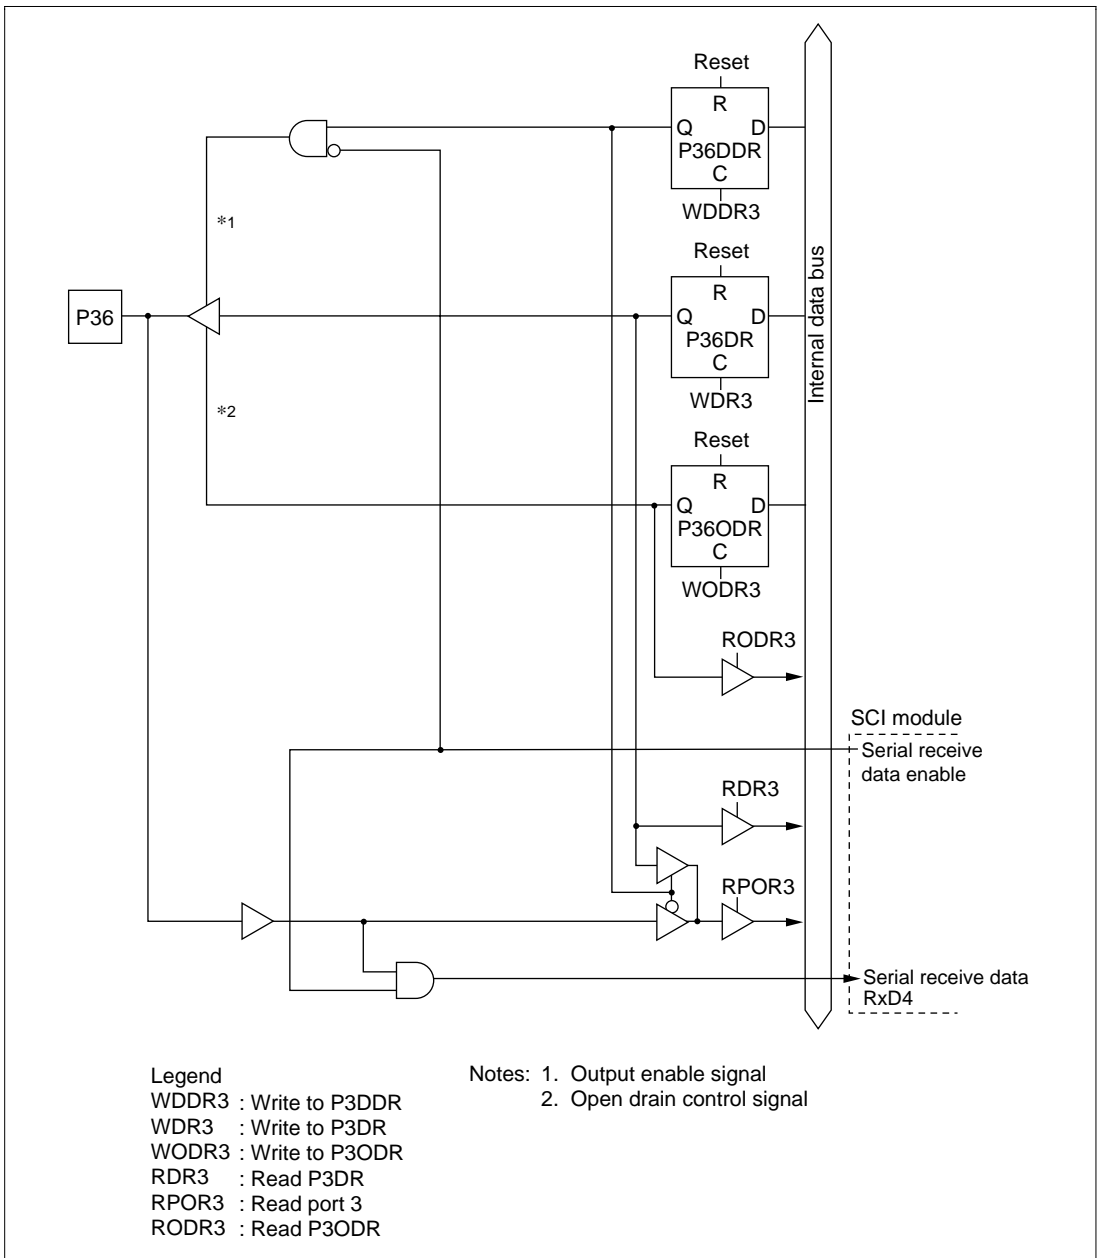 Reset
R
Q D
P36DDR
C
WDDR3
*1
Reset
R
P36
Q D
P36DR
C
WDR3
Internal data bus
*2
Reset
R
Q D
P36ODR
C
WODR3
RODR3
SCI module
Serial receive
data enable
RDR3
RPOR3
Serial receive data
RxD4
Legend
WDDR3 : Write to P3DDR
WDR3 : Write to P3DR
WODR3 : Write to P3ODR
RDR3 : Read P3DR
RPOR3 : Read port 3
RODR3 : Read P3ODR
Notes: 1. Output enable signal
2. Open drain control signal